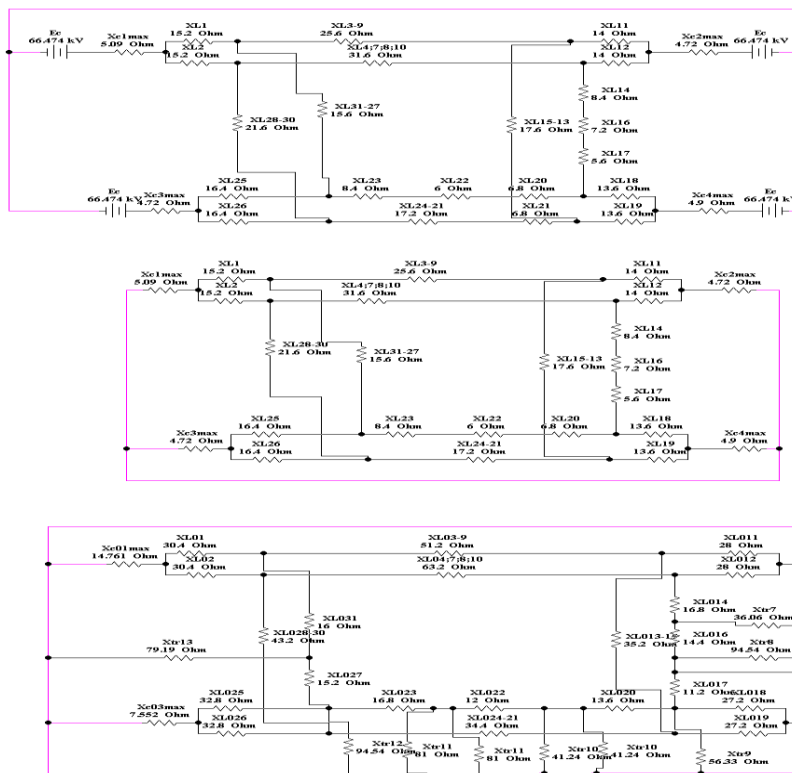 Ec
66.474 kV
Xc1max
5.09 Ohm
XL1
15.2 Ohm
XL2
15.2 Ohm
XL3-9
25.6 Ohm
XL4;7;8;10
31.6 Ohm
XL11
14 Ohm
XL12
14 Ohm
Xc2max
4.72 Ohm
Ec
66.474 kV
XL14
8.4 Ohm
XL31-27
15.6 Ohm
XL28-30
21.6 Ohm
XL15-13
17.6 Ohm
XL16
7.2 Ohm
XL17
5.6 Ohm
Ec
66.474 kV
Xc3max
4.72 Ohm
XL25
16.4 Ohm
XL26
16.4 Ohm
XL23
8.4 Ohm
XL22
6 Ohm
XL20
6.8 Ohm
XL24-21
17.2 Ohm
XL21
6.8 Ohm
XL18
13.6 Ohm
XL19
13.6 Ohm
Xc4max
4.9 Ohm
Ec
66.474 kV
Xc1max
5.09 Ohm
XL1
15.2 Ohm
XL2
15.2 Ohm
XL3-9
25.6 Ohm
XL4;7;8;10
31.6 Ohm
XL11
14 Ohm
XL12
14 Ohm
Xc2max
4.72 Ohm
XL14
8.4 Ohm
XL28-30
21.6 Ohm
XL31-27
15.6 Ohm
XL15-13
17.6 Ohm
XL16
7.2 Ohm
XL17
5.6 Ohm
Xc3max
4.72 Ohm
XL25
16.4 Ohm
XL26
16.4 Ohm
XL23
8.4 Ohm
XL22
6 Ohm
XL20
6.8 Ohm
XL24-21
17.2 Ohm
XL18
13.6 Ohm
XL19
13.6 Ohm
Xc4max
4.9 Ohm
Xc01max
14.761 Ohm
XL01
30.4 Ohm
XL02
30.4 Ohm
XL03-9
51.2 Ohm
XL04;7;8;10
63.2 Ohm
XL011
28 Ohm
XL012
28 Ohm
XL014
16.8 Ohm
Xtr7
36.06 Ohm
XL031
16 Ohm
XL028-30
43.2 Ohm
35.2 Ohm
XL016
14.4 Ohm
Xtr8
94.54 Ohm
Xtr13
79.19 Ohm
XL027
15.2 Ohm
XL017
11.2 Ohm
Xc03max
7.552 Ohm
XL025
32.8 Ohm
XL026
32.8 Ohm
XL023
16.8 Ohm
XL022
12 Ohm
XL024-21
34.4 Ohm
XL020
13.6 Ohm
XL018
27.2 Ohm
XL019
27.2 Ohm
Xtr12
94.54 Ohm
Xtr11
81 Ohm
Xtr11
81 Ohm
Xtr10
41.24 Ohm
Xtr10
41.24 Ohm
Xtr9
56.33 Ohm